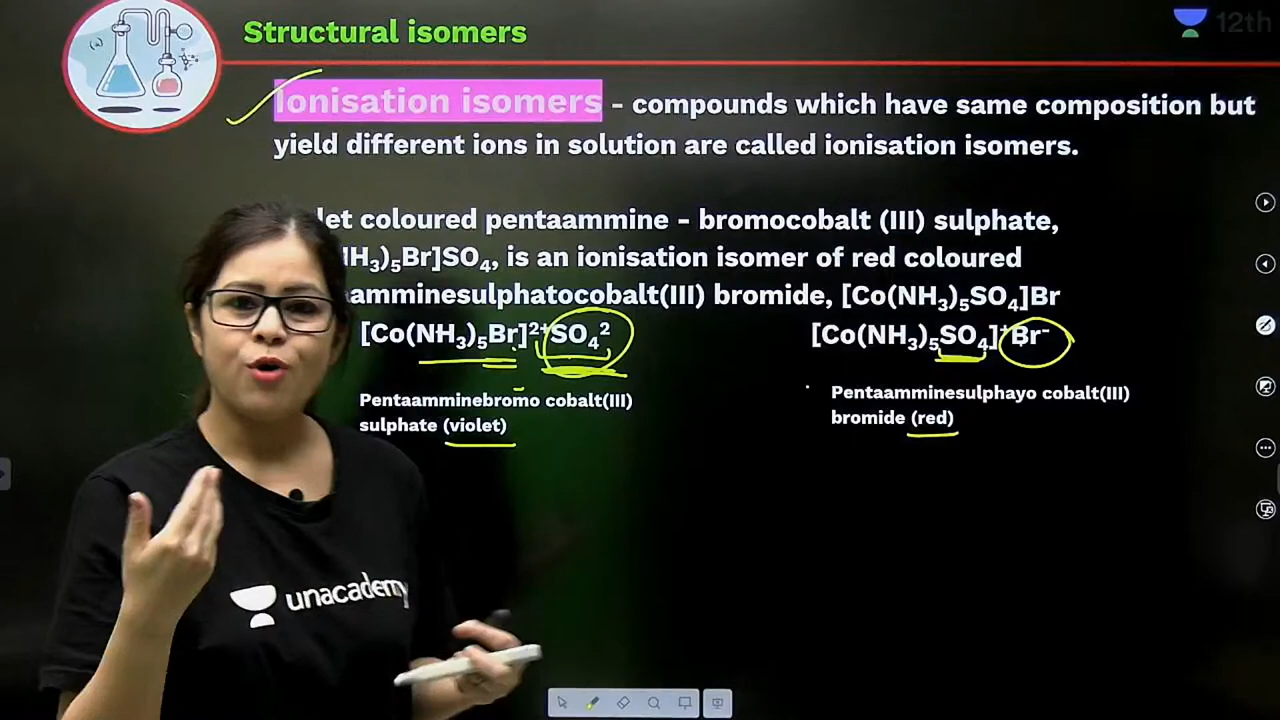 Structural isomers
12th
Ionisation isomers - compounds which have same composition but
yield different ions in solution are called ionisation isomers.
let coloured pentaammine - bromocobalt (III) sulphate,
H₃)₅Br]SO₄, is an ionisation isomer of red coloured
amminesulphatocobalt(III) bromide, [Co(NH₃)₅SO₄]Br
[Co(NH₃)₅Br]²⁺SO₄² [Co(NH₃)₅SO₄]⁺Br⁻
Pentaamminebromo cobalt(III)
sulphate (violet)
Pentaamminesulphayo cobalt(III)
bromide (red)
unacademy